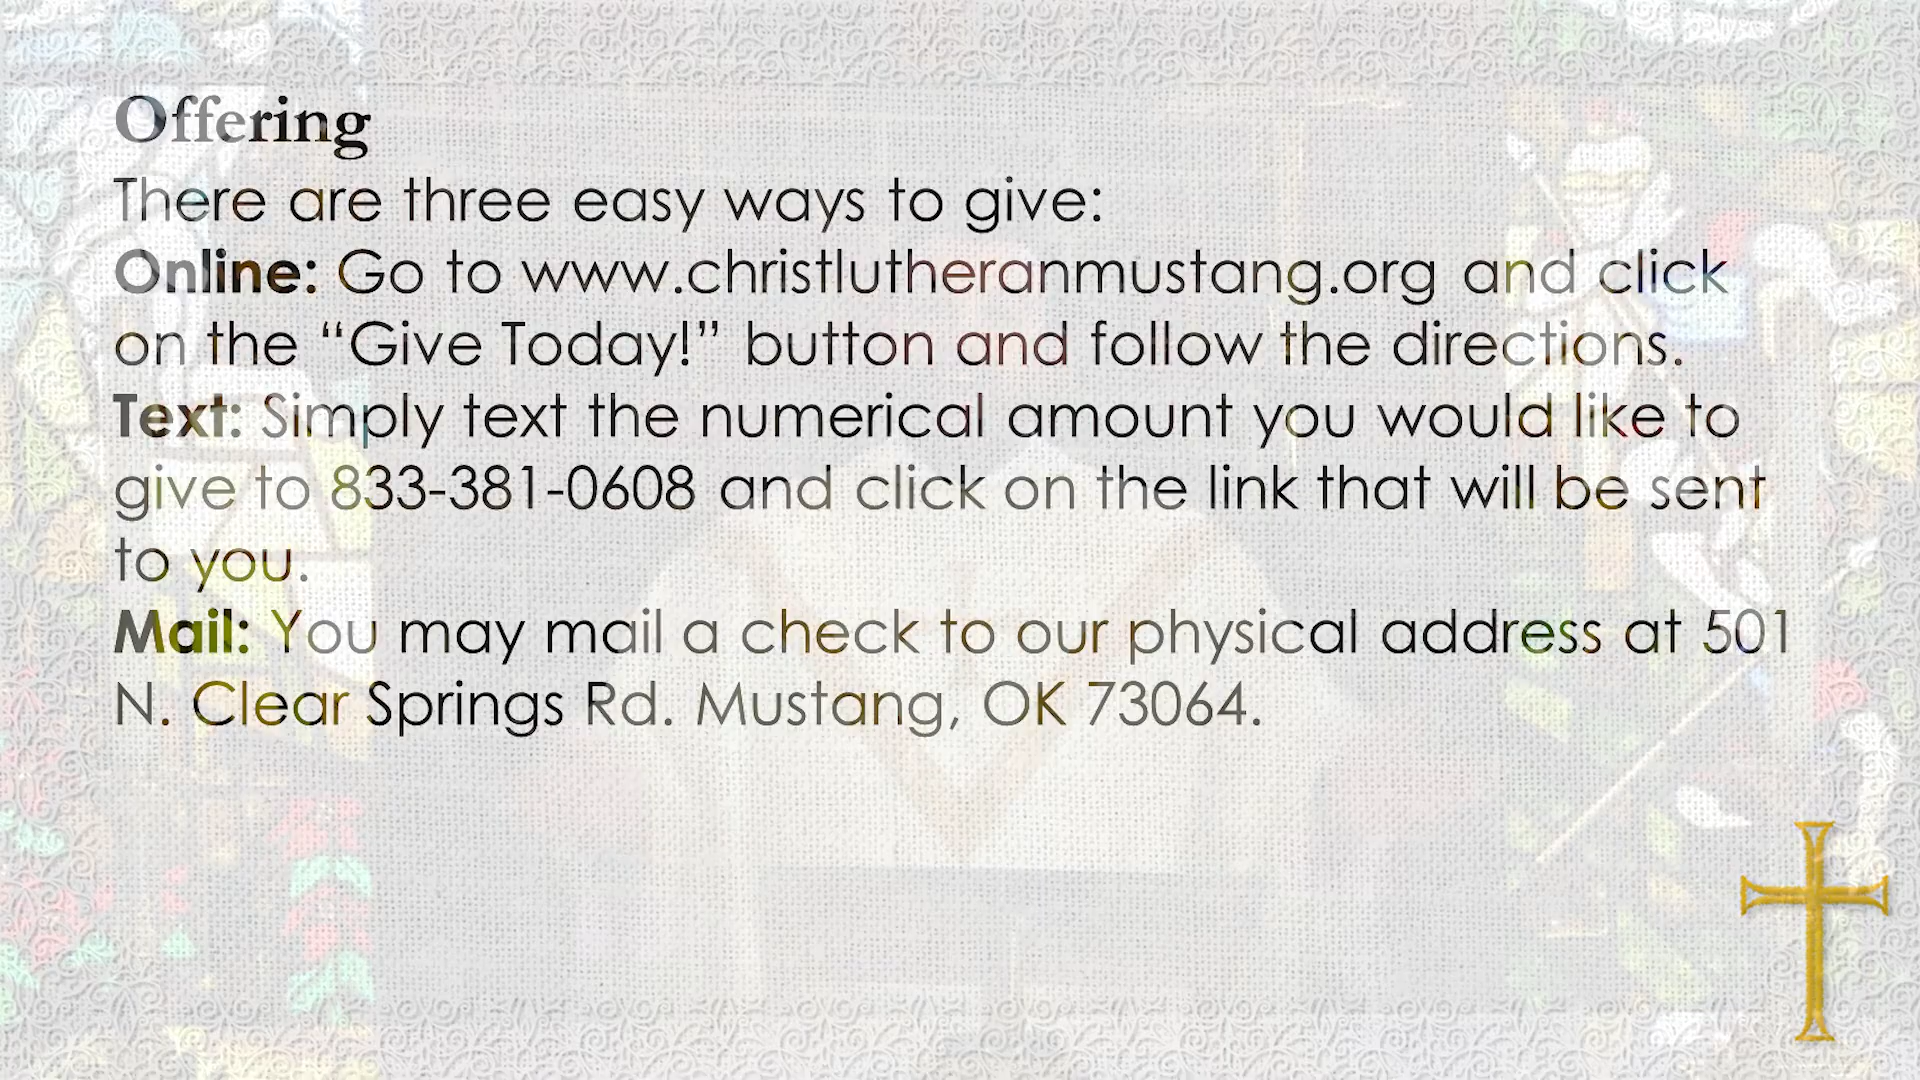 Offering
There are three easy ways to give:
Online: Go to www.christlutheranmustang.org and click
on the “Give Today!” button and follow the directions.
Text: Simply text the numerical amount you would like to
give to 833-381-0608 and click on the link that will be sent
to you.
Mail: You may mail a check to our physical address at 501
N. Clear Springs Rd. Mustang, OK 73064.